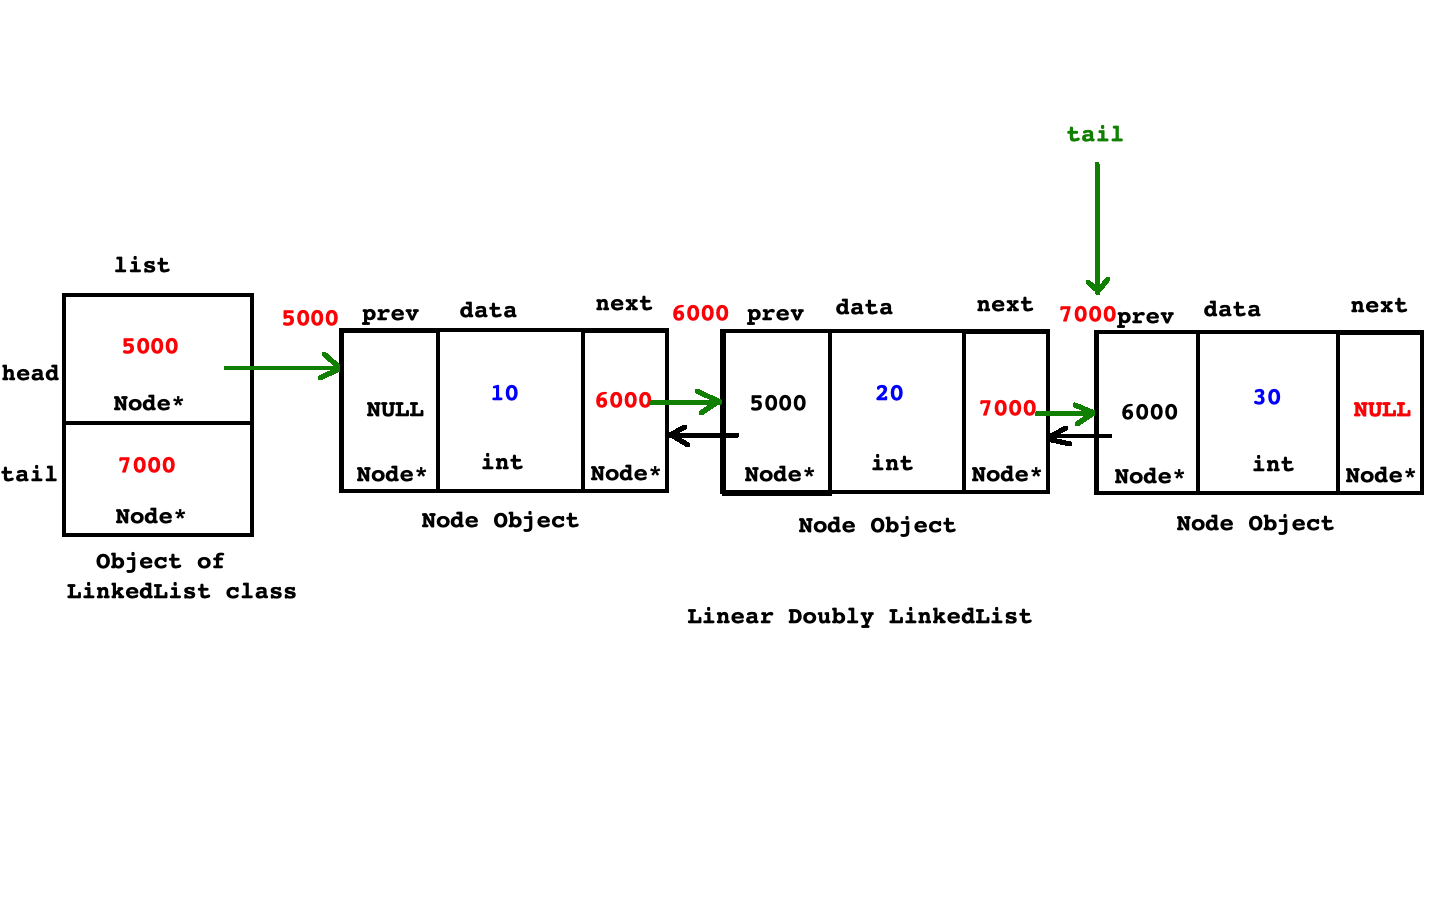 tail
list
5000 prev data next 6000 prev data next 7000 prev data next
head 5000
Node*
NULL 10 6000 5000 20 7000 6000 30 NULL
tail 7000
Node* int Node* Node* int Node* Node* int Node*
Node*
Node Object Node Object Node Object
Object of
LinkedList class
Linear Doubly LinkedList